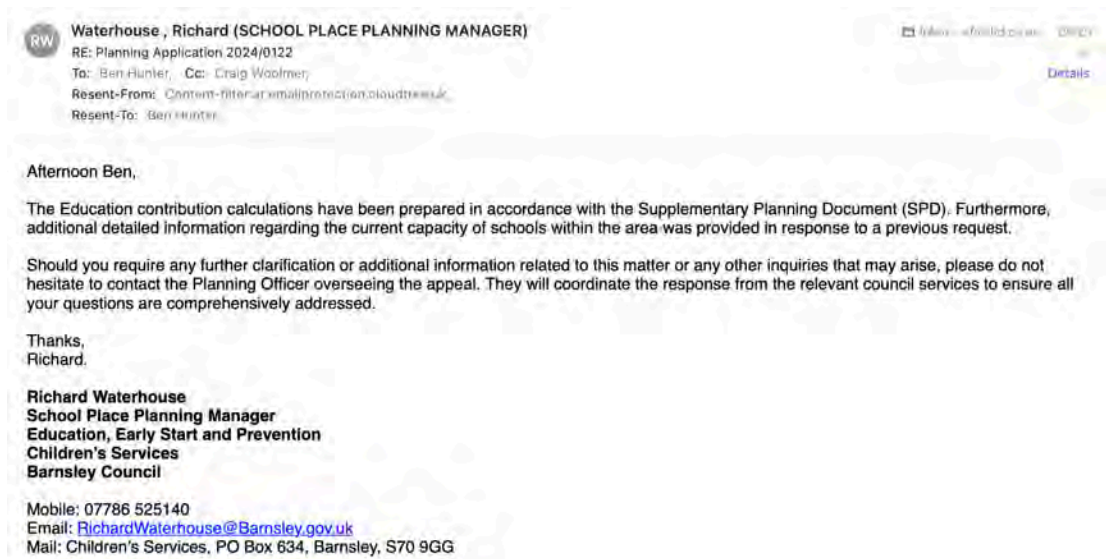 RW
Waterhouse , Richard (SCHOOL PLACE PLANNING MANAGER)
RE: Planning Application 2024/0122
To: Ben Hunter, Cc: Craig Woolmer,
Details
Resent-From:
Resent-To: Ben Hunter
Afternoon Ben,
The Education contribution calculations have been prepared in accordance with the Supplementary Planning Document (SPD). Furthermore,
additional detailed information regarding the current capacity of schools within the area was provided in response to a previous request.
Should you require any further clarification or additional information related to this matter or any other inquiries that may arise, please do not
hesitate to contact the Planning Officer overseeing the appeal. They will coordinate the response from the relevant council services to ensure all
your questions are comprehensively addressed.
Thanks,
Richard.
Richard Waterhouse
School Place Planning Manager
Education, Early Start and Prevention
Children's Services
Barnsley Council
Mobile: 07786 525140
Email: RichardWaterhouse@Barnsley.gov.uk
Mail: Children's Services, PO Box 634, Barnsley, S70 9GG